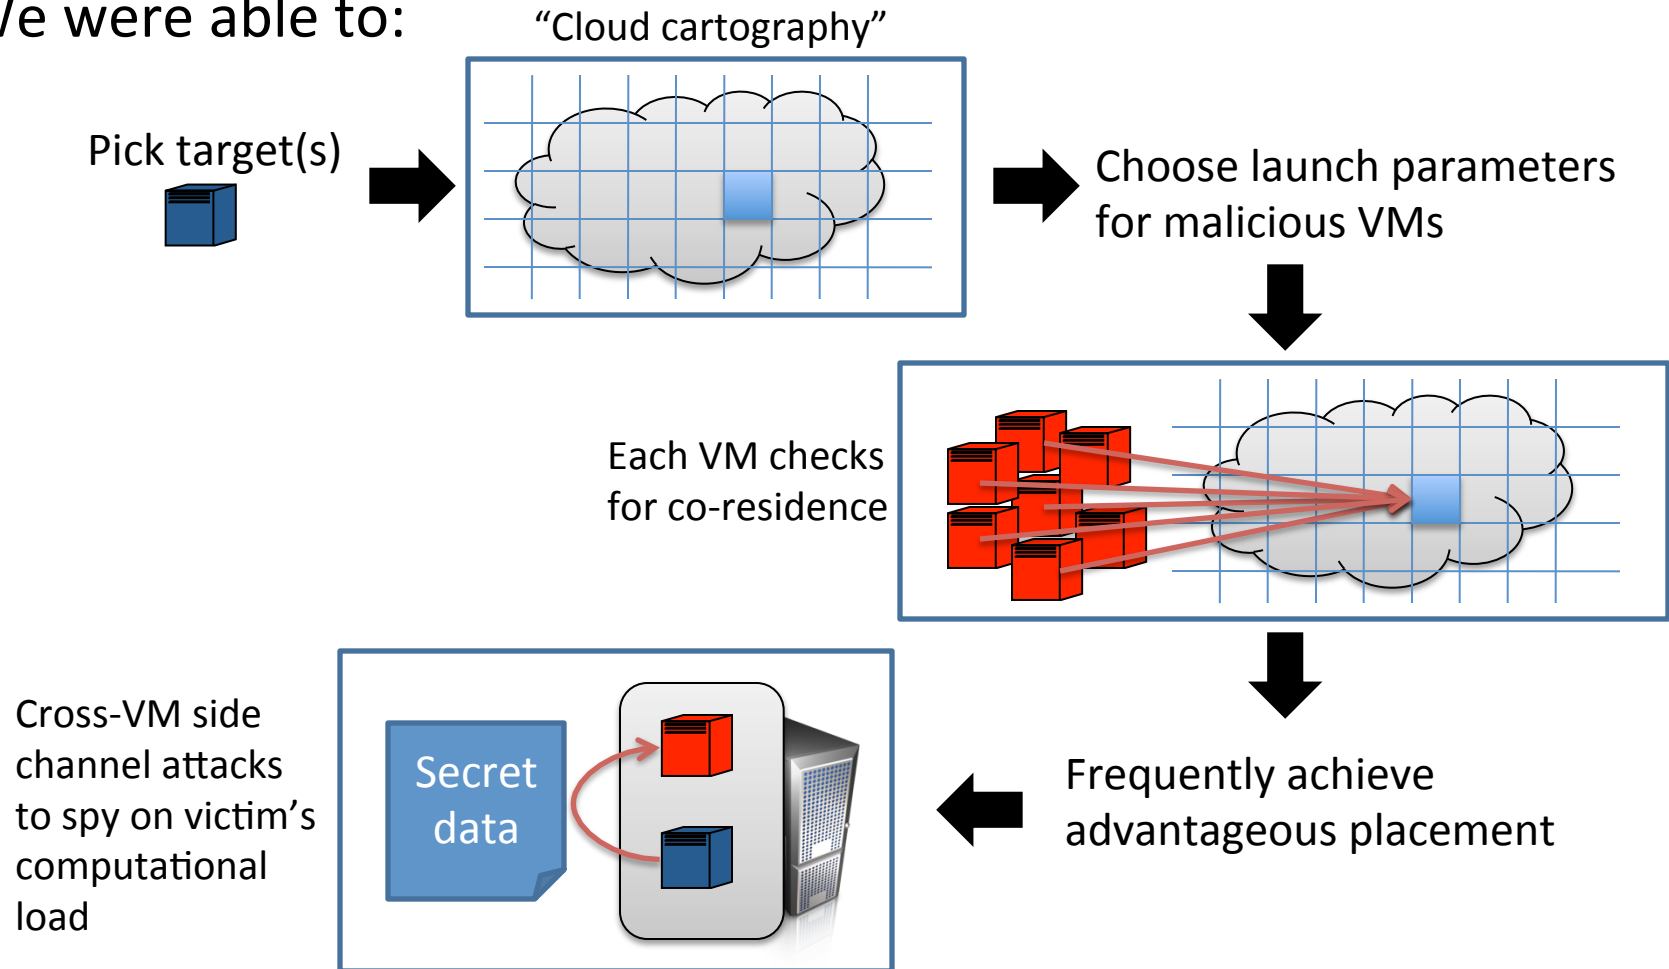 We were able to:
“Cloud cartography”
Pick target(s)
Choose launch parameters
for malicious VMs
Each VM checks
for co-residence
Frequently achieve
advantageous placement
Secret
data
Cross-VM side
channel attacks
to spy on victim’s
computational
load